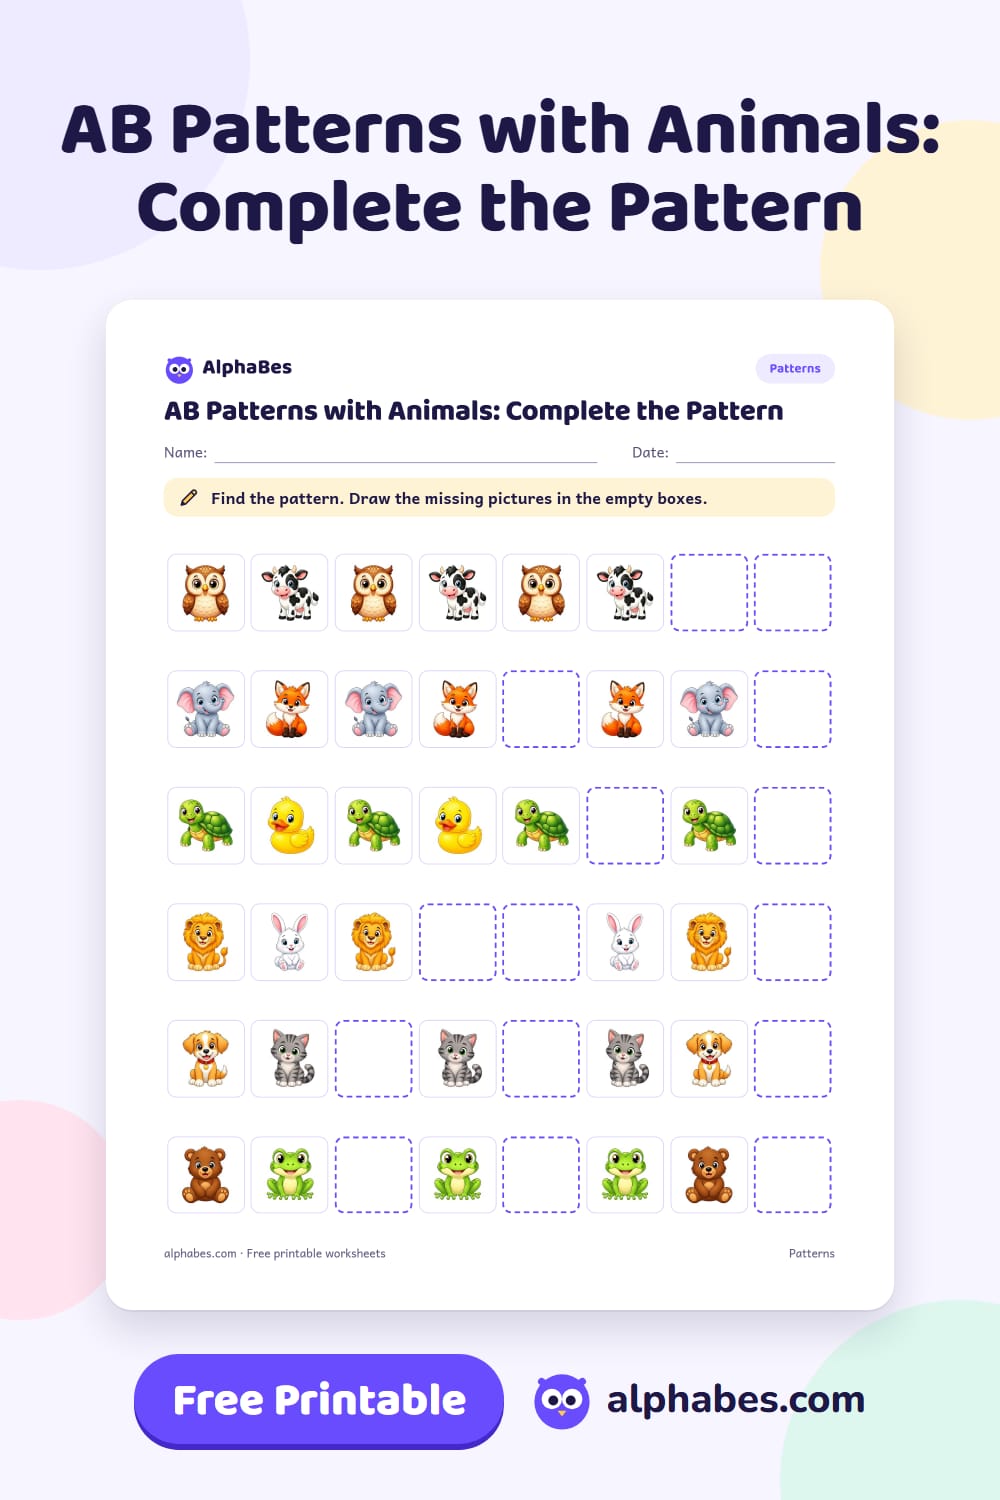 AB Patterns with Animals:
Complete the Pattern
AlphaBes
Patterns
AB Patterns with Animals: Complete the Pattern
Name:
Date:
Find the pattern. Draw the missing pictures in the empty boxes.
alphabes.com · Free printable worksheets
Patterns
Free Printable
alphabes.com